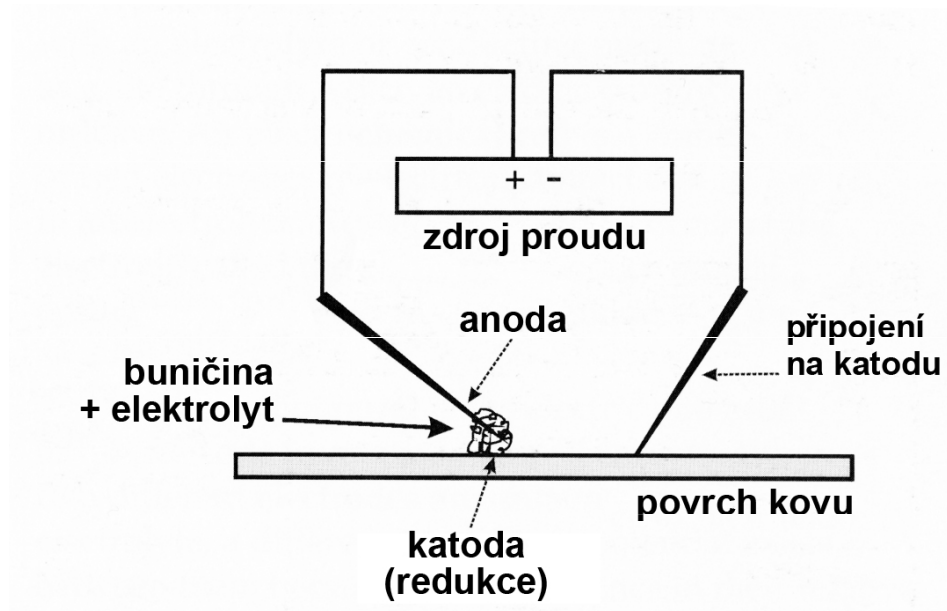 + -
zdroj proudu
anoda
připojení
na katodu
buničina
+ elektrolyt
povrch kovu
katoda
(redukce)